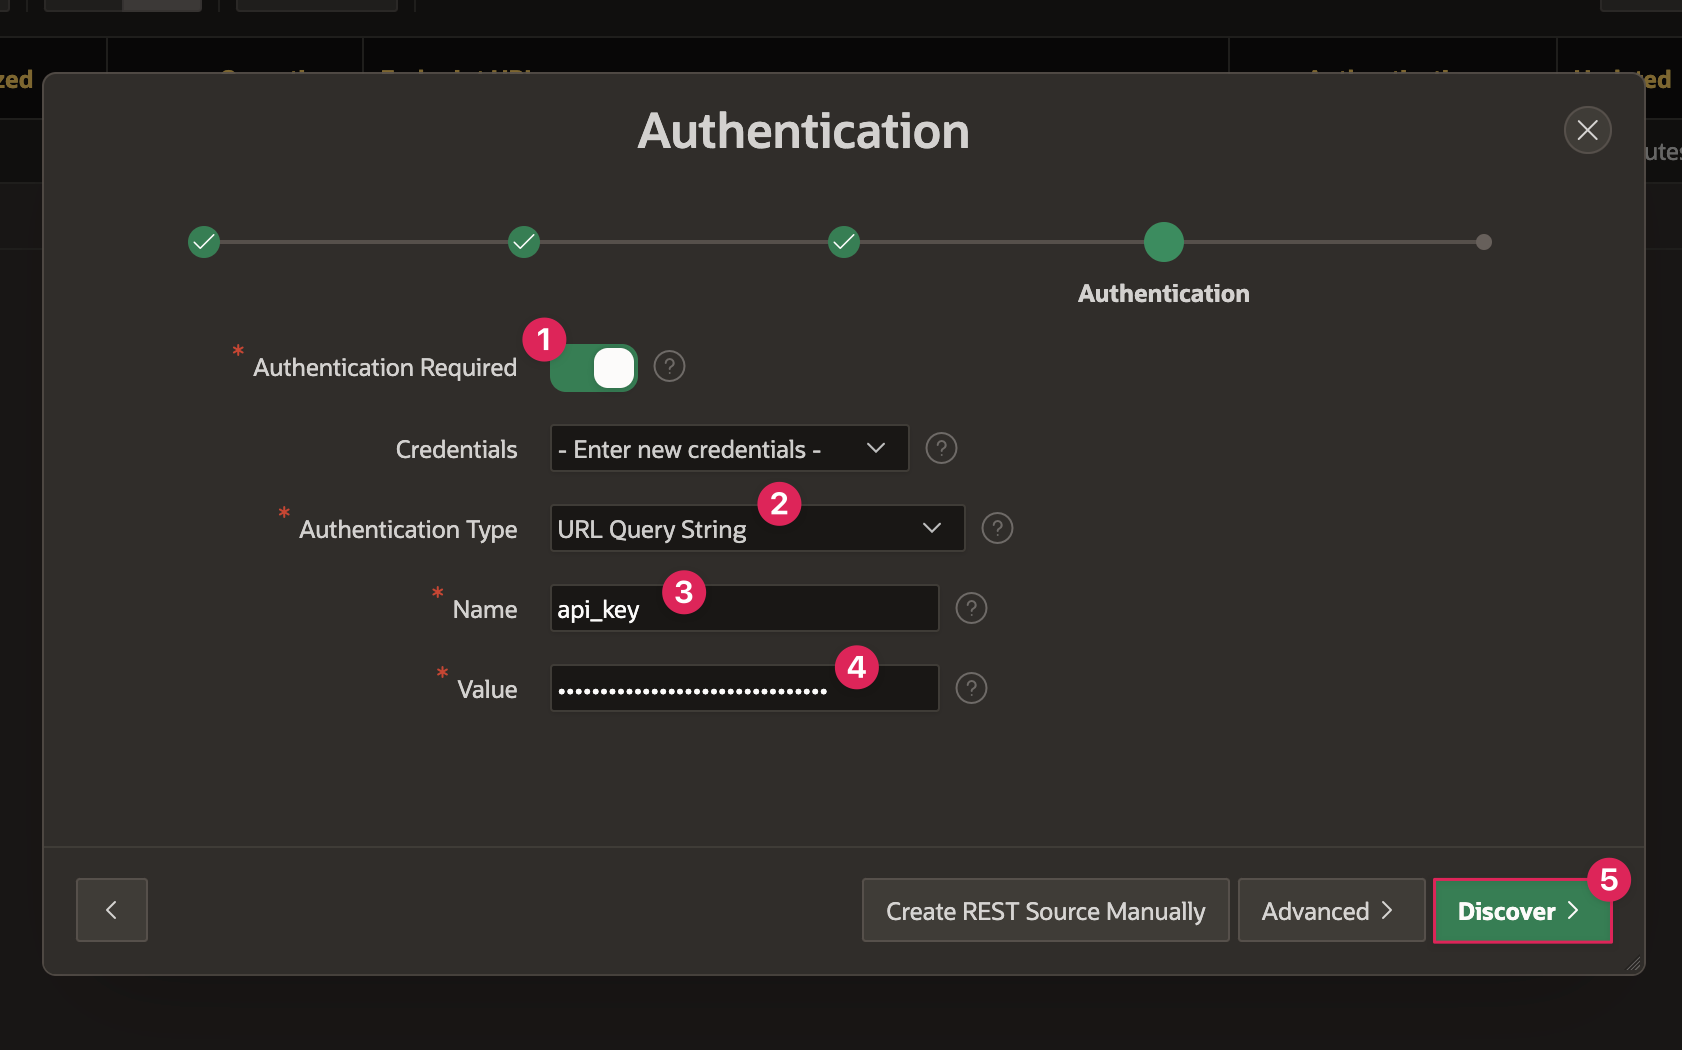 Authentication
Authentication
1
* Authentication Required ?
Credentials - Enter new credentials - ?
2
* Authentication Type URL Query String ?
3
* Name api_key ?
4
* Value •••••••••••••••••••••••••••••••• ?
5
Create REST Source Manually Advanced Discover